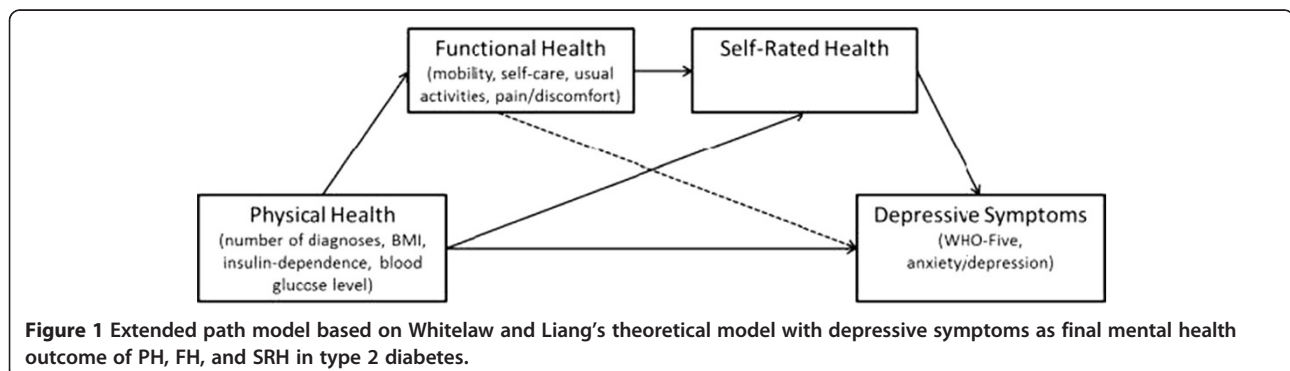 Functional Health
(mobility, self-care, usual
activities, pain/discomfort)
Self-Rated Health
Physical Health
(number of diagnoses, BMI,
insulin-dependence, blood
glucose level)
Depressive Symptoms
(WHO-Five,
anxiety/depression)
Figure 1 Extended path model based on Whitelaw and Liang's theoretical model with depressive symptoms as final mental health
outcome of PH, FH, and SRH in type 2 diabetes.